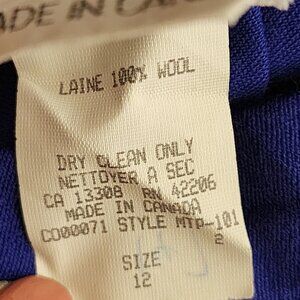 ADE IN CA
LAINE 100% WOOL
DRY CLEAN ONLY
NETTOYER A SEC
CA 13308 RN 42206
MADE IN CANADA
CO00071 STYLE MTP-101
2
SIZE
12